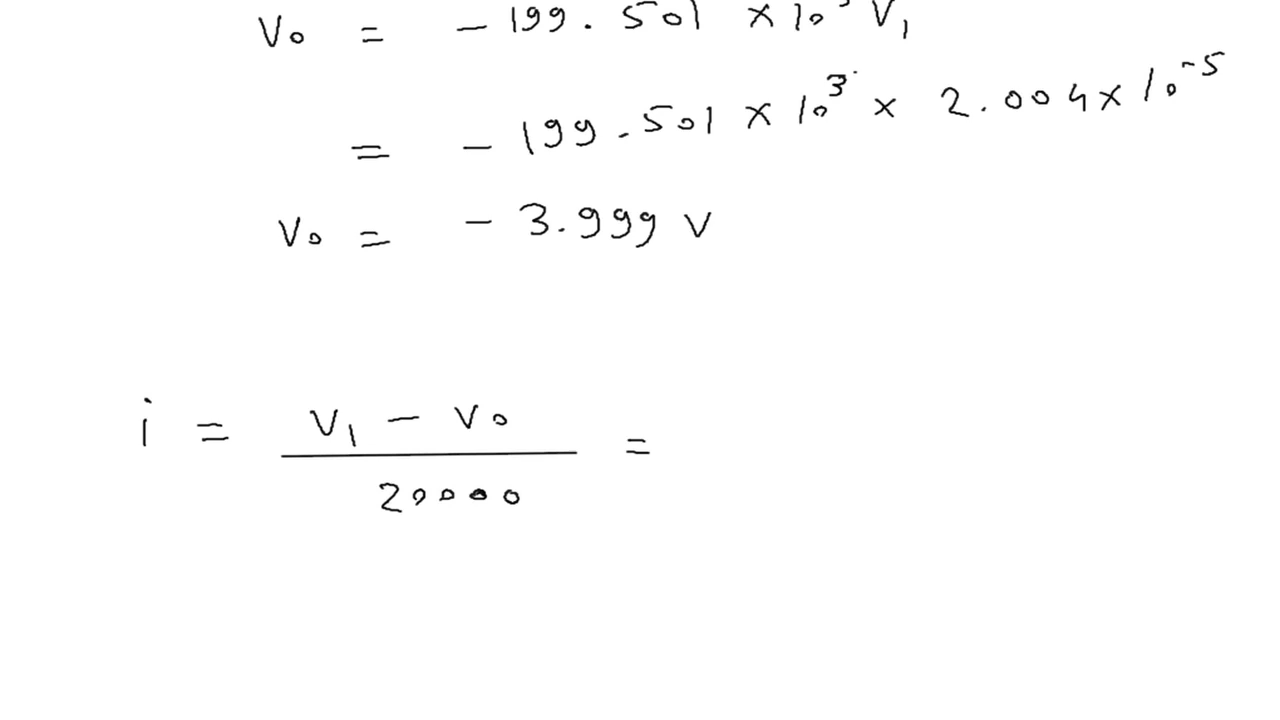 V₀ = - 199.501 × 10³ V₁
= - 199.501 × 10³ × 2.004 × 10⁻⁵
V₀ = - 3.999 V
i = (V₁ - V₀) / 20000 =